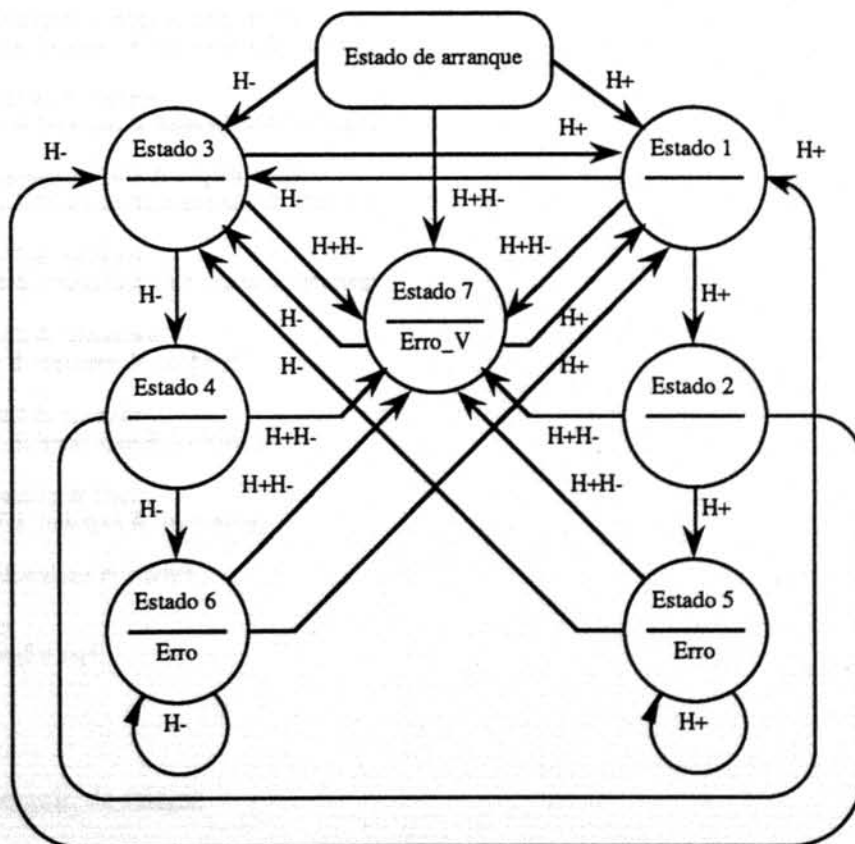 Estado de arranque
H-
H+
H-
Estado 3
H+
Estado 1
H+
H-
H+H-
H+H-
H+H-
Estado 7
H-
H-
H+
H+
Erro_V
H-
H+
Estado 4
Estado 2
H+H-
H+H-
H-
H+H-
H+H-
H+
Estado 6
Estado 5
Erro
Erro
H-
H+